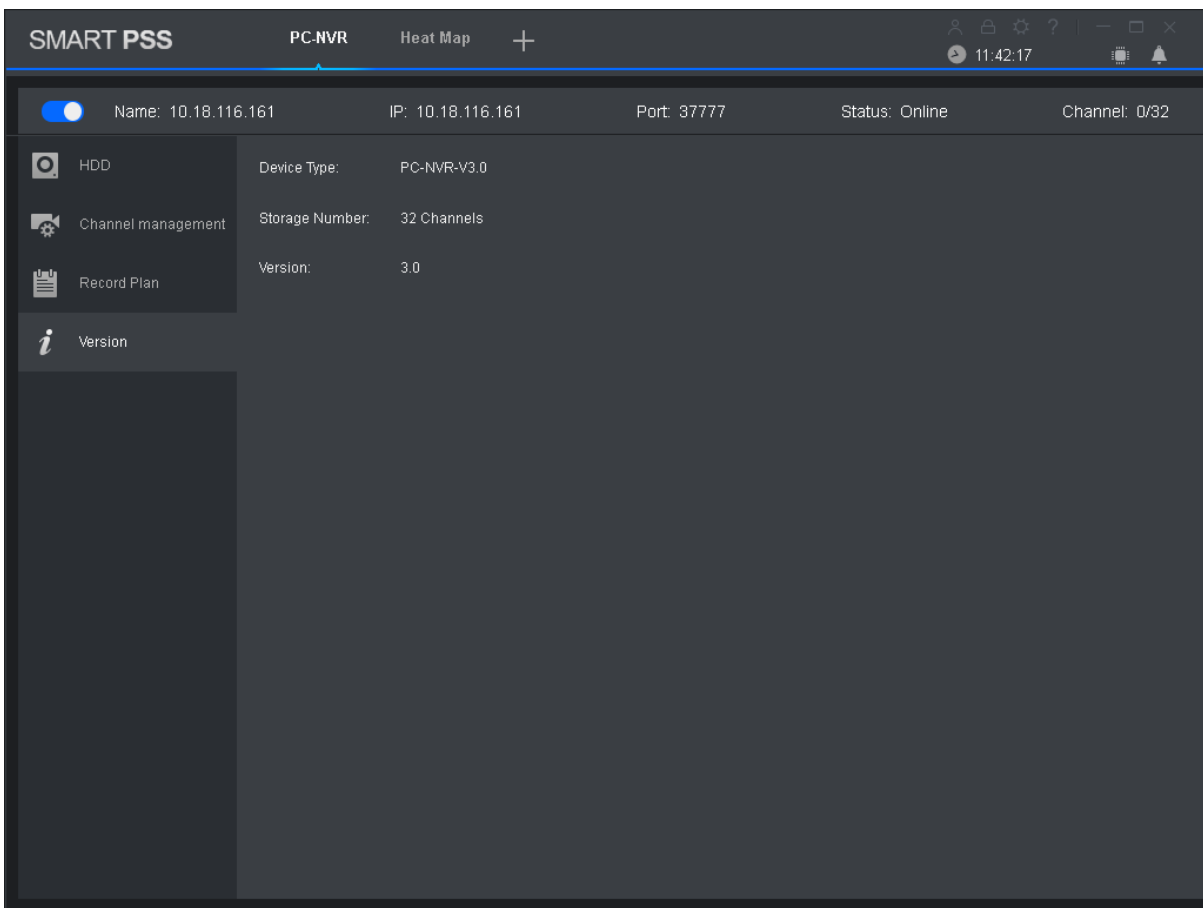 SMART PSS PC-NVR Heat Map
11:42:17
Name: 10.18.116.161 IP: 10.18.116.161 Port: 37777 Status: Online Channel: 0/32
HDD
Device Type: PC-NVR-V3.0
Channel management
Storage Number: 32 Channels
Version: 3.0
Record Plan
Version